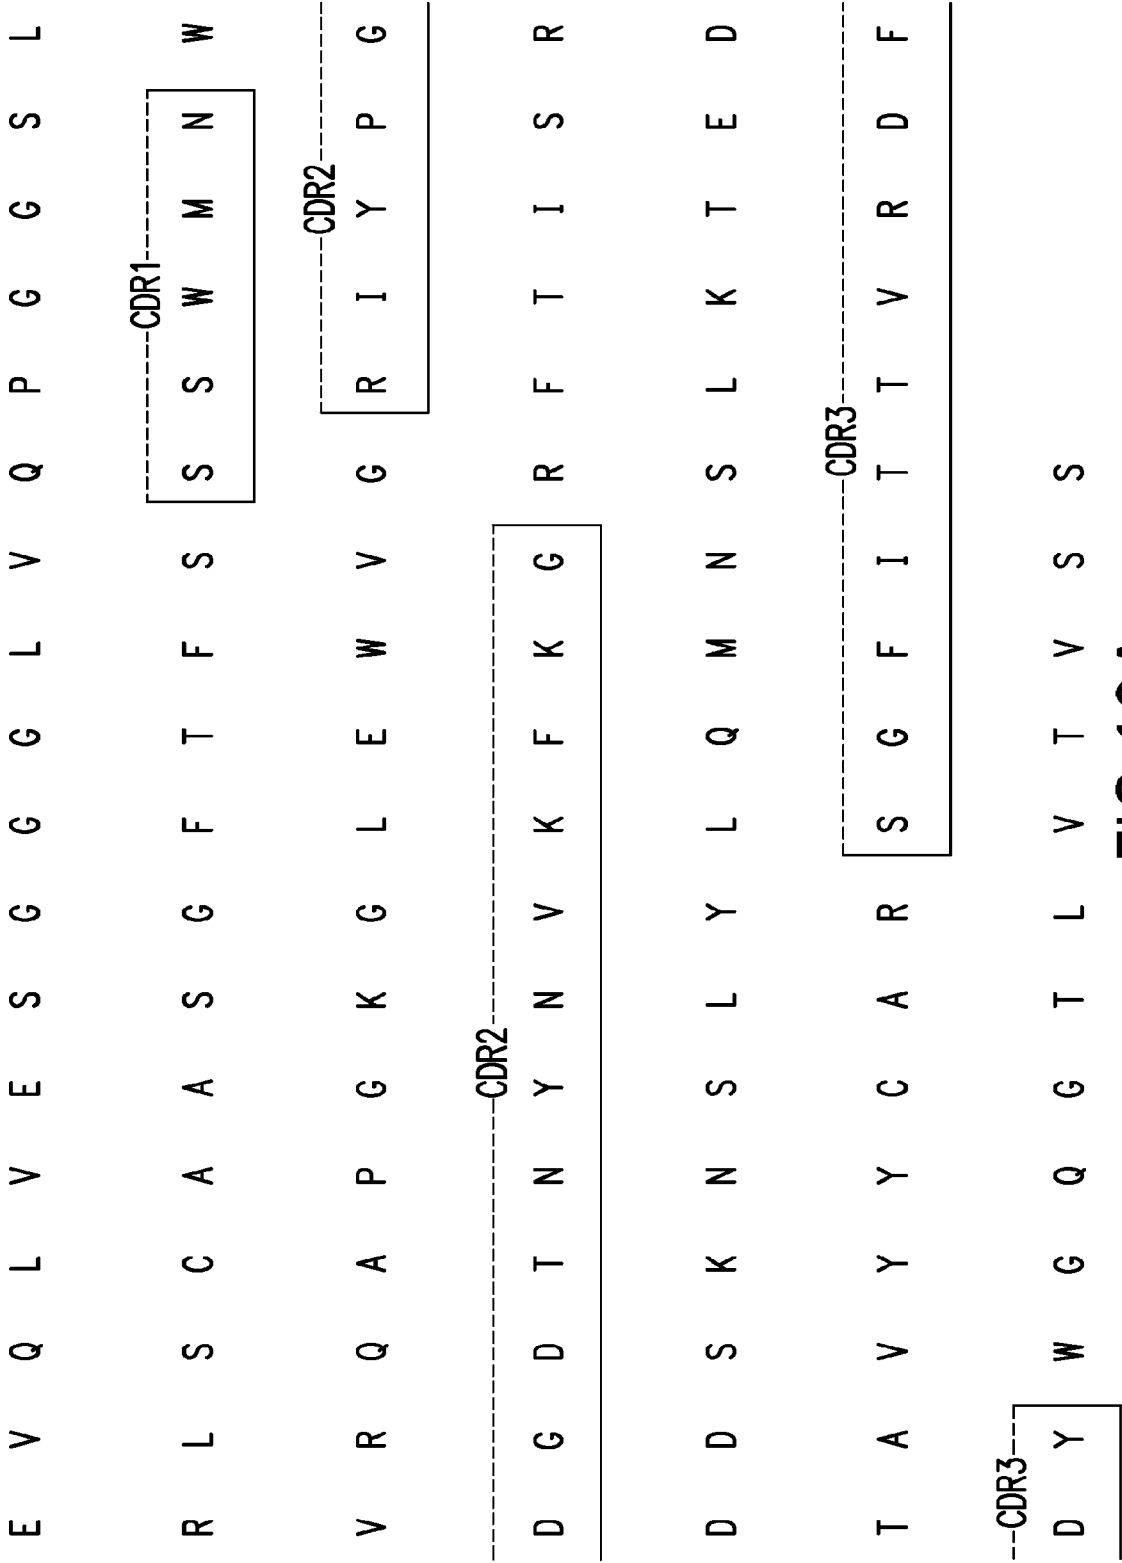 E V Q L V E S G G G L V Q P G G S L
CDR1
R L S C A A S G F T F S S S W M N W
CDR2
V R Q A P G K G L E W V G R I Y P G
CDR2
D G D T N Y N V K F K G R F T I S R
D D S K N S L Y L Q M N S L K T E D
CDR3
T A V Y Y C A R S G F I T T V R D F
CDR3
D Y W G Q G T L V T V S S